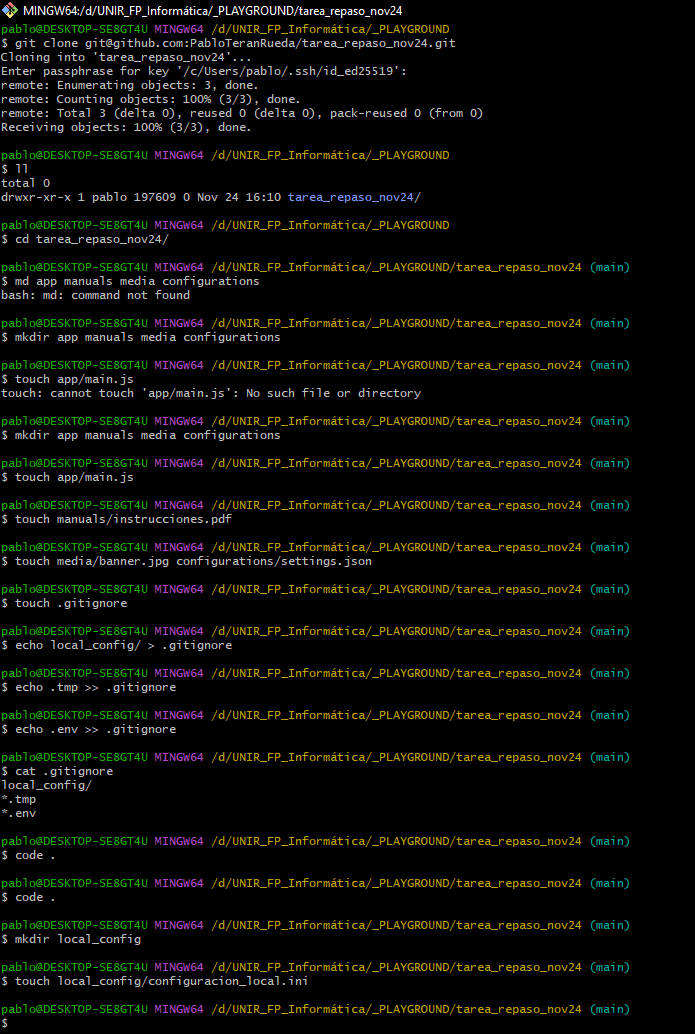 MINGW64:/d/UNIR_FP_Informática/_PLAYGROUND/tarea_repaso_nov24
pablo@DESKTOP-SE8GT4U MINGW64 /d/UNIR_FP_Informática/_PLAYGROUND
$ git clone git@github.com:PabloTeranRueda/tarea_repaso_nov24.git
Cloning into 'tarea_repaso_nov24'...
Enter passphrase for key '/c/Users/pablo/.ssh/id_ed25519':
remote: Enumerating objects: 3, done.
remote: Counting objects: 100% (3/3), done.
remote: Total 3 (delta 0), reused 0 (delta 0), pack-reused 0 (from 0)
Receiving objects: 100% (3/3), done.
pablo@DESKTOP-SE8GT4U MINGW64 /d/UNIR_FP_Informática/_PLAYGROUND
$ ll
total 0
drwxr-xr-x 1 pablo 197609 0 Nov 24 16:10 tarea_repaso_nov24/
pablo@DESKTOP-SE8GT4U MINGW64 /d/UNIR_FP_Informática/_PLAYGROUND
$ cd tarea_repaso_nov24/
pablo@DESKTOP-SE8GT4U MINGW64 /d/UNIR_FP_Informática/_PLAYGROUND/tarea_repaso_nov24 (main)
$ md app manuals media configurations
bash: md: command not found
pablo@DESKTOP-SE8GT4U MINGW64 /d/UNIR_FP_Informática/_PLAYGROUND/tarea_repaso_nov24 (main)
$ mkdir app manuals media configurations
pablo@DESKTOP-SE8GT4U MINGW64 /d/UNIR_FP_Informática/_PLAYGROUND/tarea_repaso_nov24 (main)
$ touch app/main.js
touch: cannot touch 'app/main.js': No such file or directory
pablo@DESKTOP-SE8GT4U MINGW64 /d/UNIR_FP_Informática/_PLAYGROUND/tarea_repaso_nov24 (main)
$ mkdir app manuals media configurations
pablo@DESKTOP-SE8GT4U MINGW64 /d/UNIR_FP_Informática/_PLAYGROUND/tarea_repaso_nov24 (main)
$ touch app/main.js
pablo@DESKTOP-SE8GT4U MINGW64 /d/UNIR_FP_Informática/_PLAYGROUND/tarea_repaso_nov24 (main)
$ touch manuals/instrucciones.pdf
pablo@DESKTOP-SE8GT4U MINGW64 /d/UNIR_FP_Informática/_PLAYGROUND/tarea_repaso_nov24 (main)
$ touch media/banner.jpg configurations/settings.json
pablo@DESKTOP-SE8GT4U MINGW64 /d/UNIR_FP_Informática/_PLAYGROUND/tarea_repaso_nov24 (main)
$ touch .gitignore
pablo@DESKTOP-SE8GT4U MINGW64 /d/UNIR_FP_Informática/_PLAYGROUND/tarea_repaso_nov24 (main)
$ echo local_config/ > .gitignore
pablo@DESKTOP-SE8GT4U MINGW64 /d/UNIR_FP_Informática/_PLAYGROUND/tarea_repaso_nov24 (main)
$ echo .tmp >> .gitignore
pablo@DESKTOP-SE8GT4U MINGW64 /d/UNIR_FP_Informática/_PLAYGROUND/tarea_repaso_nov24 (main)
$ echo .env >> .gitignore
pablo@DESKTOP-SE8GT4U MINGW64 /d/UNIR_FP_Informática/_PLAYGROUND/tarea_repaso_nov24 (main)
$ cat .gitignore
local_config/
*.tmp
*.env
pablo@DESKTOP-SE8GT4U MINGW64 /d/UNIR_FP_Informática/_PLAYGROUND/tarea_repaso_nov24 (main)
$ code .
pablo@DESKTOP-SE8GT4U MINGW64 /d/UNIR_FP_Informática/_PLAYGROUND/tarea_repaso_nov24 (main)
$ code .
pablo@DESKTOP-SE8GT4U MINGW64 /d/UNIR_FP_Informática/_PLAYGROUND/tarea_repaso_nov24 (main)
$ mkdir local_config
pablo@DESKTOP-SE8GT4U MINGW64 /d/UNIR_FP_Informática/_PLAYGROUND/tarea_repaso_nov24 (main)
$ touch local_config/configuracion_local.ini
pablo@DESKTOP-SE8GT4U MINGW64 /d/UNIR_FP_Informática/_PLAYGROUND/tarea_repaso_nov24 (main)
$